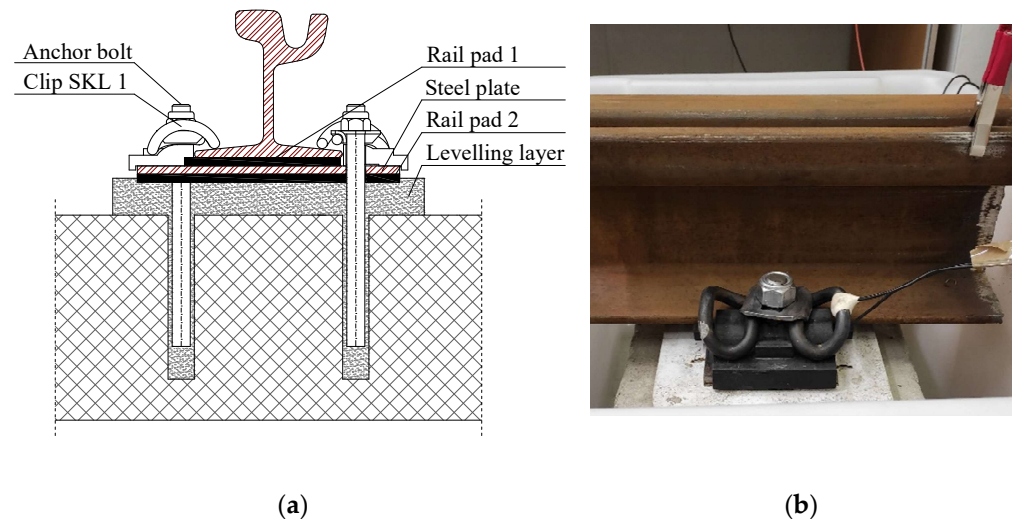 Anchor bolt
Clip SKL 1
Rail pad 1
Steel plate
Rail pad 2
Levelling layer
(a)
(b)